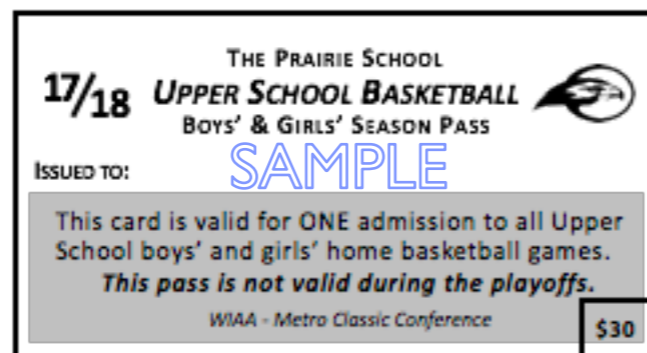 THE PRAIRIE SCHOOL
17/18
UPPER SCHOOL BASKETBALL
BOYS' & GIRLS' SEASON PASS
ISSUED TO:
SAMPLE
This card is valid for ONE admission to all Upper
School boys' and girls' home basketball games.
This pass is not valid during the playoffs.
WIAA - Metro Classic Conference
$30